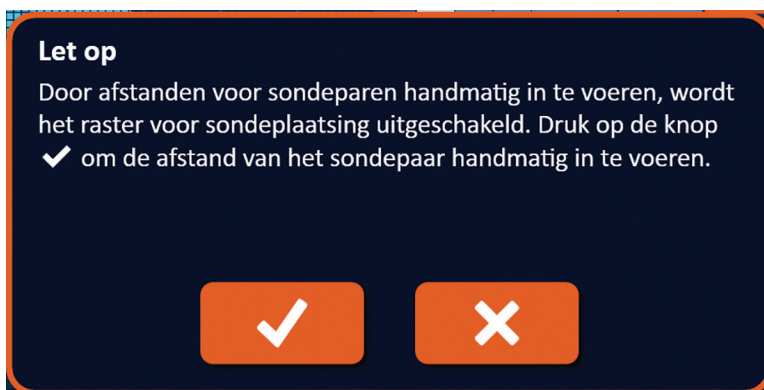 Let op
Door afstanden voor sondeparen handmatig in te voeren, wordt
het raster voor sondeplaatsing uitgeschakeld. Druk op de knop
✔ om de afstand van het sondepaar handmatig in te voeren.